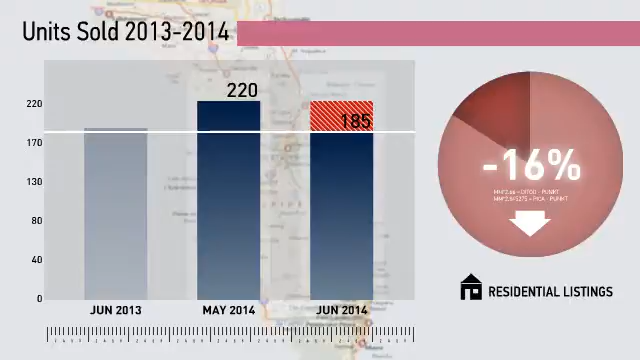 Units Sold 2013-2014
220
220
185
170
130
80
40
0
JUN 2013
MAY 2014
JUN 2014
-16%
RESIDENTIAL LISTINGS